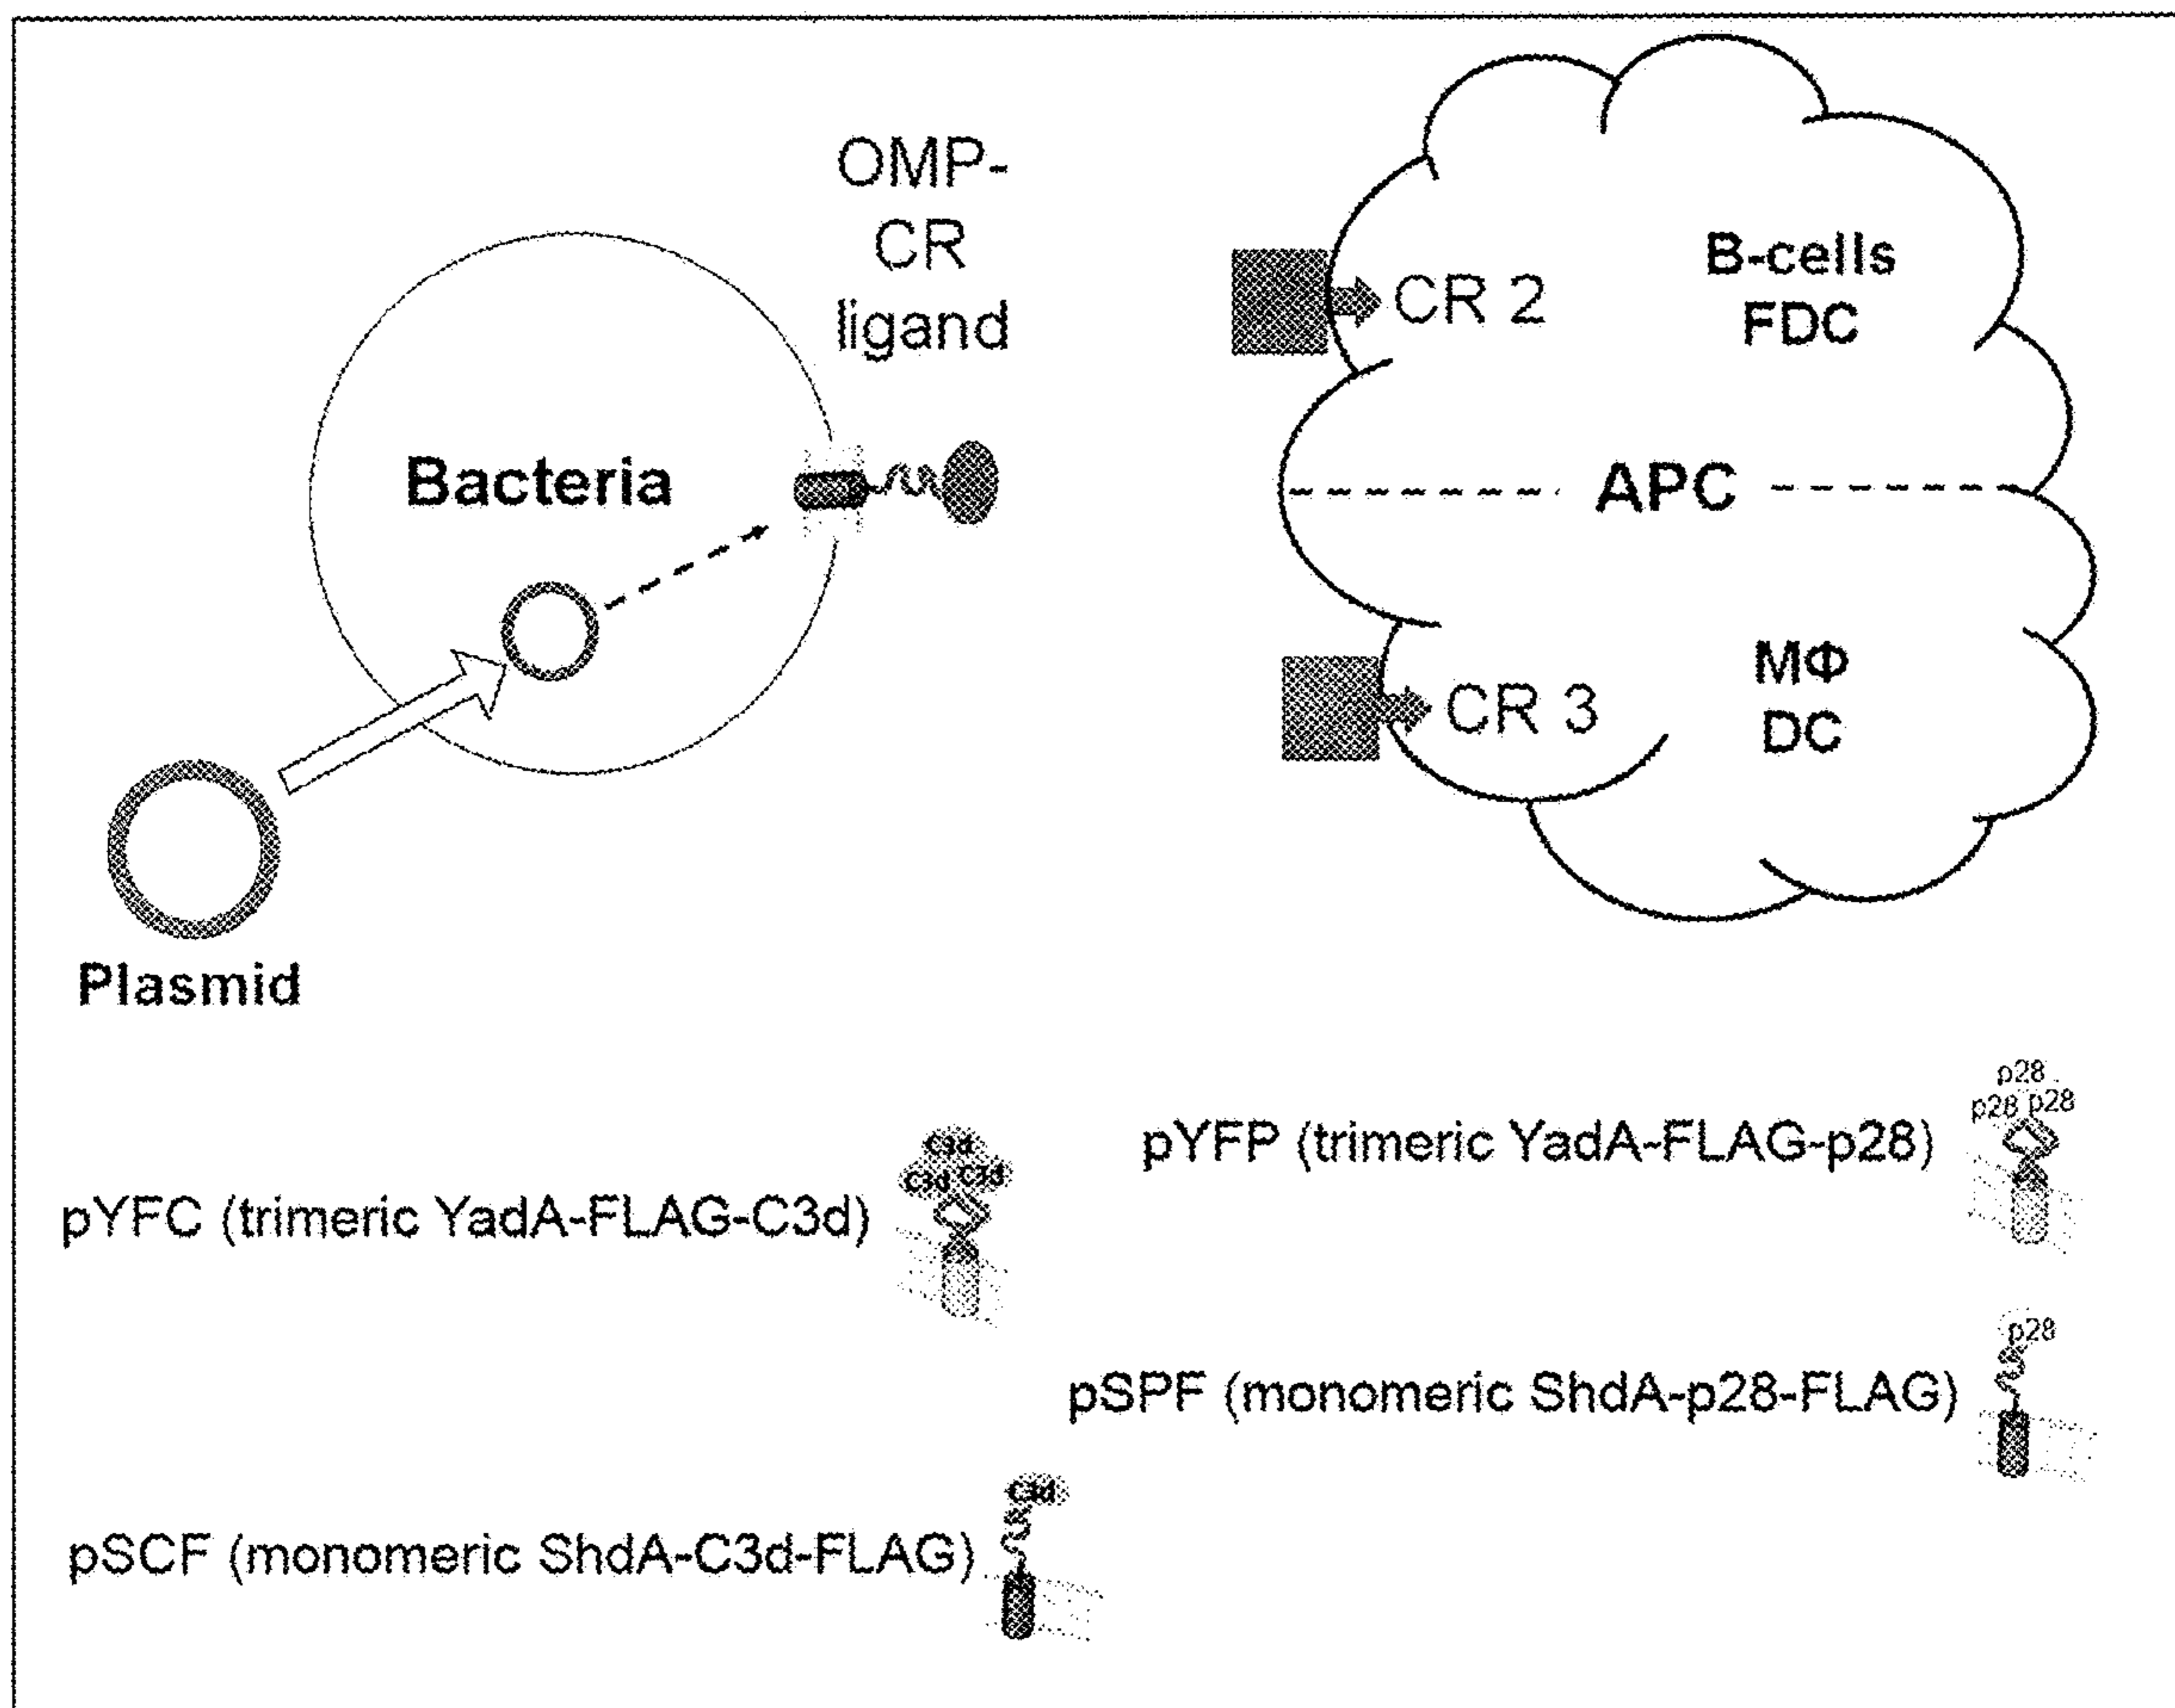 OMP-
CR
ligand
Bacteria
Plasmid
CR 2
B-cells
FDC
APC
CR 3
MΦ
DC
pYFC (trimeric YadA-FLAG-C3d)
C3d
C3d C3d
pYFP (trimeric YadA-FLAG-p28)
p28
p28 p28
pSPF (monomeric ShdA-p28-FLAG)
p28
pSCF (monomeric ShdA-C3d-FLAG)
C3d